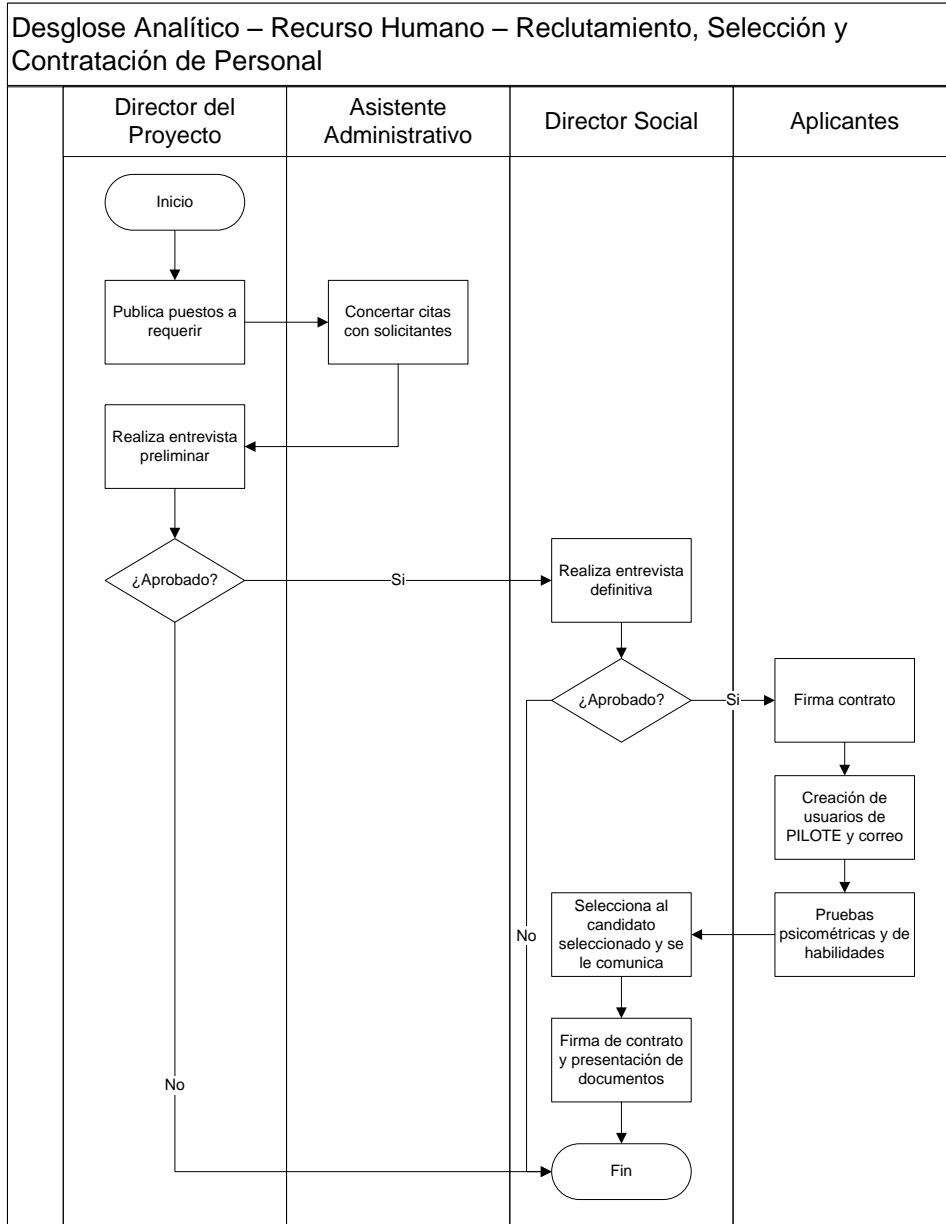 Desglose Analítico – Recurso Humano – Reclutamiento, Selección y
Contratación de Personal
Director del
Proyecto
Asistente
Administrativo
Director Social
Aplicantes
Inicio
Publica puestos a
requerir
Concertar citas
con solicitantes
Realiza entrevista
preliminar
¿Aprobado?
Si
Realiza entrevista
definitiva
¿Aprobado?
Si
Firma contrato
Creación de
usuarios de
PILOTE y correo
Pruebas
psicométricas y de
habilidades
Selecciona al
candidato
seleccionado y se
le comunica
No
Firma de contrato
y presentación de
documentos
No
Fin